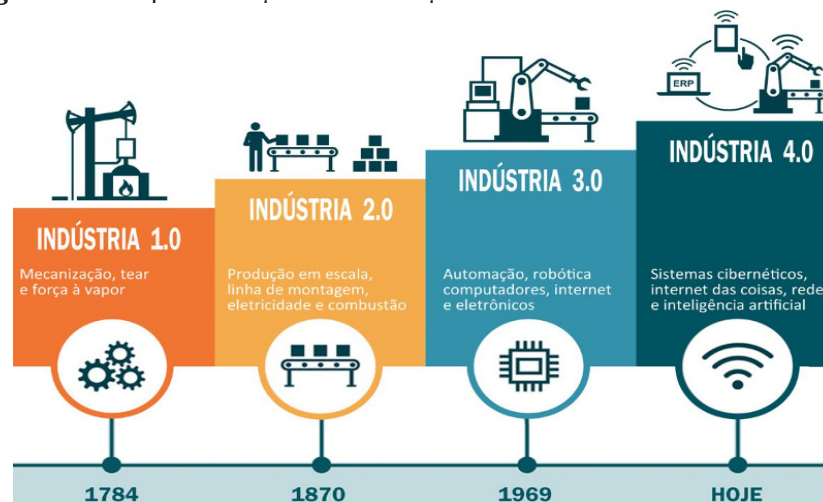 ERP
INDÚSTRIA 1.0
Mecanização, tear
e força à vapor
INDÚSTRIA 2.0
Produção em escala,
linha de montagem,
eletricidade e combustão
INDÚSTRIA 3.0
Automação, robótica
computadores, internet
e eletrônicos
INDÚSTRIA 4.0
Sistemas cibernéticos,
internet das coisas, rede
e inteligência artificial
1784
1870
1969
HOJE